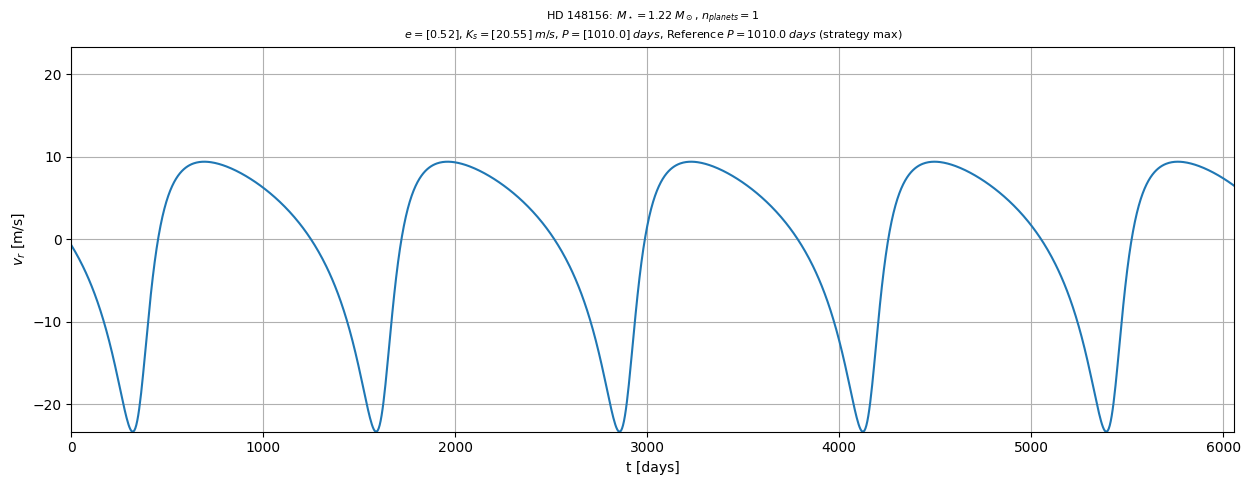 HD 148156: $M_\star = 1.22\ M_\odot$, $n_{planets} = 1$
$e = [0.52]$, $K_s = [20.55]\ m/s$, $P = [1010.0]\ days$, Reference $P = 1010.0\ days$ (strategy max)
20
10
0
−10
−20
$v_r$ [m/s]
0 1000 2000 3000 4000 5000 6000
t [days]